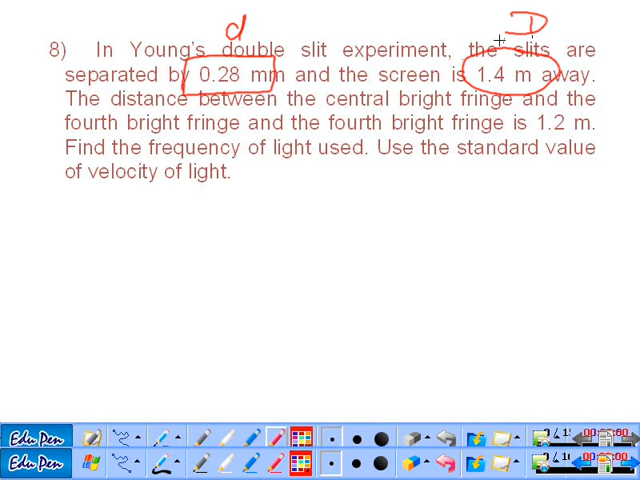 d
D
8) In Young's double slit experiment, the slits are
separated by 0.28 mm and the screen is 1.4 m away.
The distance between the central bright fringe and the
fourth bright fringe and the fourth bright fringe is 1.2 m.
Find the frequency of light used. Use the standard value
of velocity of light.
Edu Pen
Edu Pen